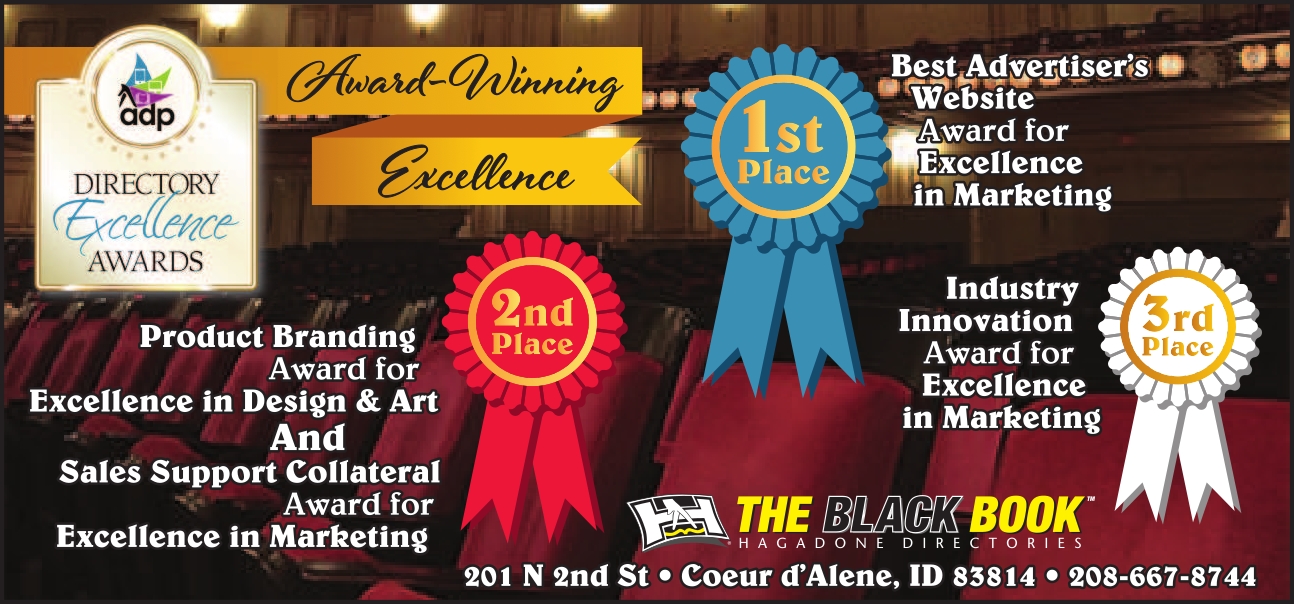 adp
DIRECTORY
Excellence
AWARDS
Award-Winning
Excellence
1st
Place
Best Advertiser's
Website
Award for
Excellence
in Marketing
2nd
Place
Product Branding
Award for
Excellence in Design & Art
And
Sales Support Collateral
Award for
Excellence in Marketing
Industry
Innovation
Award for
Excellence
in Marketing
3rd
Place
THE BLACK BOOK™
HAGADONE DIRECTORIES
201 N 2nd St • Coeur d'Alene, ID 83814 • 208-667-8744